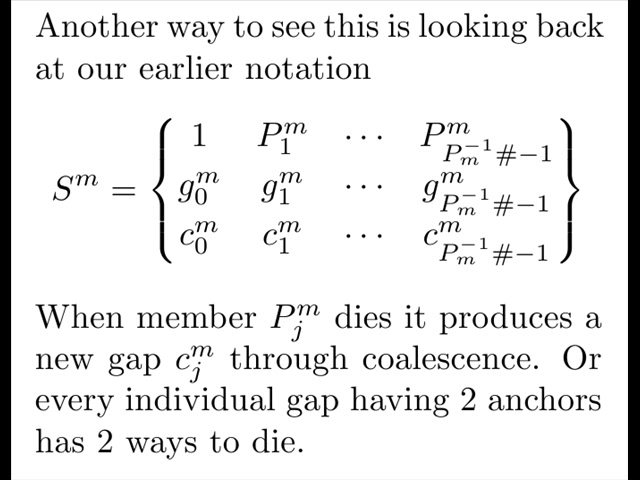 Another way to see this is looking back
at our earlier notation
S^m = { 1 P_1^m ⋯ P^m_{P_m^{-1}#−1}
g_0^m g_1^m ⋯ g^m_{P_m^{-1}#−1}
c_0^m c_1^m ⋯ c^m_{P_m^{-1}#−1} }
When member P_j^m dies it produces a
new gap c_j^m through coalescence. Or
every individual gap having 2 anchors
has 2 ways to die.